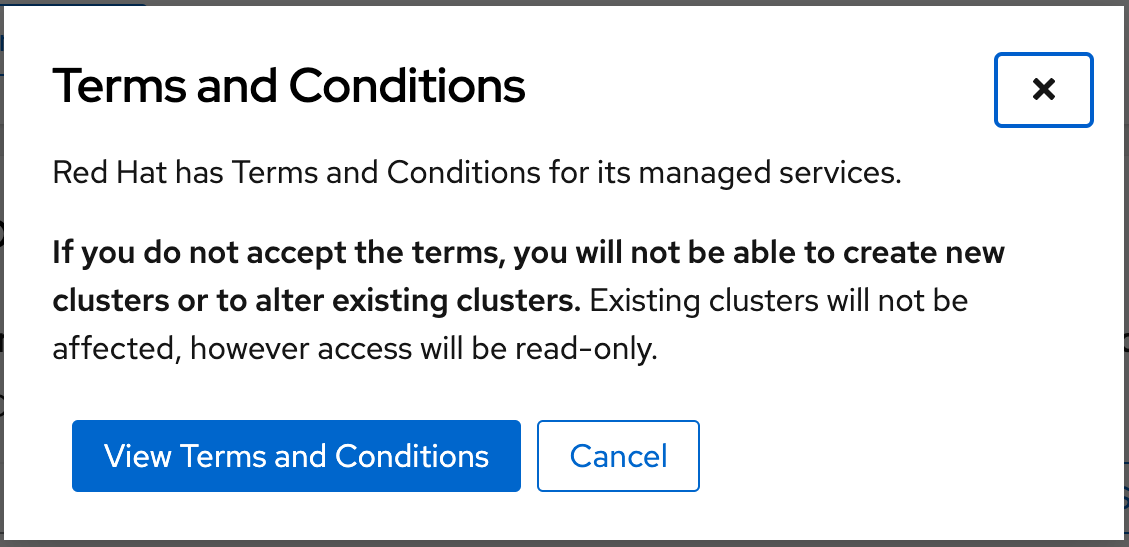 Terms and Conditions
Red Hat has Terms and Conditions for its managed services.
If you do not accept the terms, you will not be able to create new
clusters or to alter existing clusters. Existing clusters will not be
affected, however access will be read-only.
View Terms and Conditions
Cancel